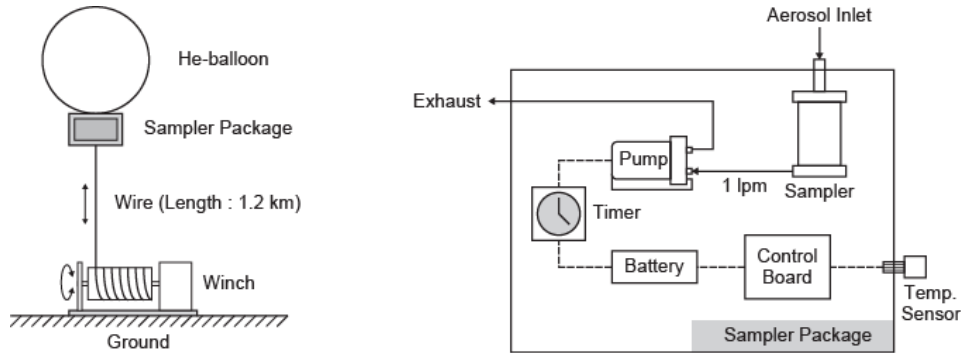 He-balloon
Sampler Package
Wire (Length : 1.2 km)
Winch
Ground
Aerosol Inlet
Exhaust
Pump
1 lpm
Sampler
Timer
Battery
Control
Board
Temp.
Sensor
Sampler Package